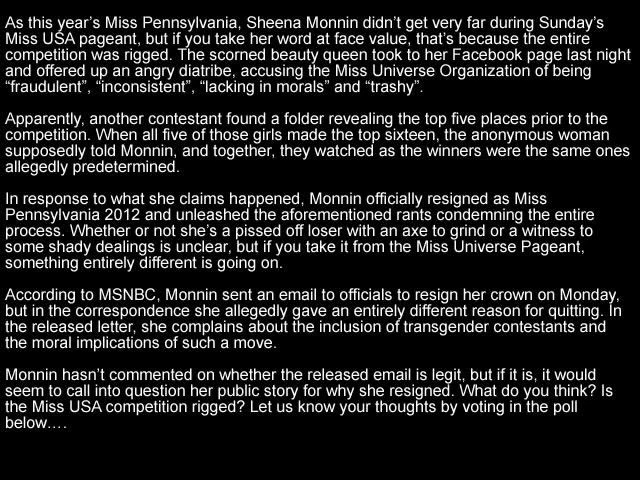 As this year's Miss Pennsylvania, Sheena Monnin didn't get very far during Sunday's
Miss USA pageant, but if you take her word at face value, that's because the entire
competition was rigged. The scorned beauty queen took to her Facebook page last night
and offered up an angry diatribe, accusing the Miss Universe Organization of being
“fraudulent”, “inconsistent”, “lacking in morals” and “trashy”.
Apparently, another contestant found a folder revealing the top five places prior to the
competition. When all five of those girls made the top sixteen, the anonymous woman
supposedly told Monnin, and together, they watched as the winners were the same ones
allegedly predetermined.
In response to what she claims happened, Monnin officially resigned as Miss
Pennsylvania 2012 and unleashed the aforementioned rants condemning the entire
process. Whether or not she's a pissed off loser with an axe to grind or a witness to
some shady dealings is unclear, but if you take it from the Miss Universe Pageant,
something entirely different is going on.
According to MSNBC, Monnin sent an email to officials to resign her crown on Monday,
but in the correspondence she allegedly gave an entirely different reason for quitting. In
the released letter, she complains about the inclusion of transgender contestants and
the moral implications of such a move.
Monnin hasn't commented on whether the released email is legit, but if it is, it would
seem to call into question her public story for why she resigned. What do you think? Is
the Miss USA competition rigged? Let us know your thoughts by voting in the poll
below….